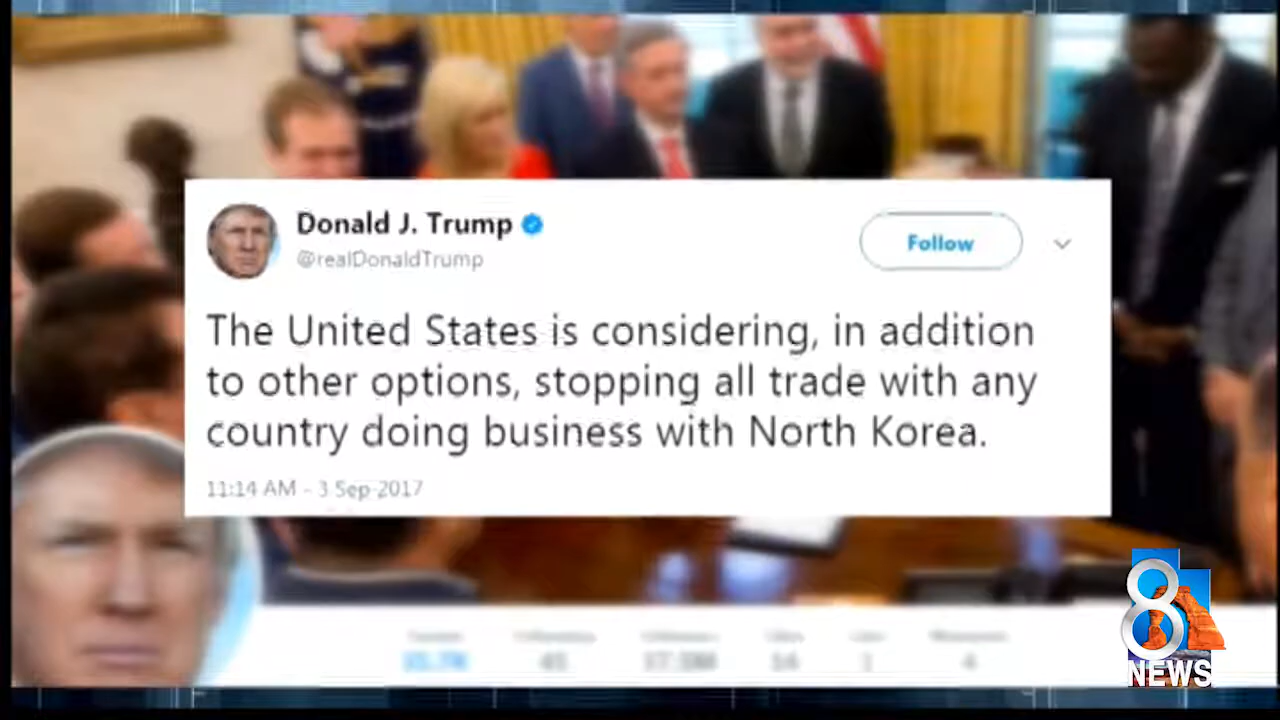 Donald J. Trump
@realDonaldTrump
Follow
The United States is considering, in addition
to other options, stopping all trade with any
country doing business with North Korea.
11:14 AM - 3 Sep 2017
8
NEWS